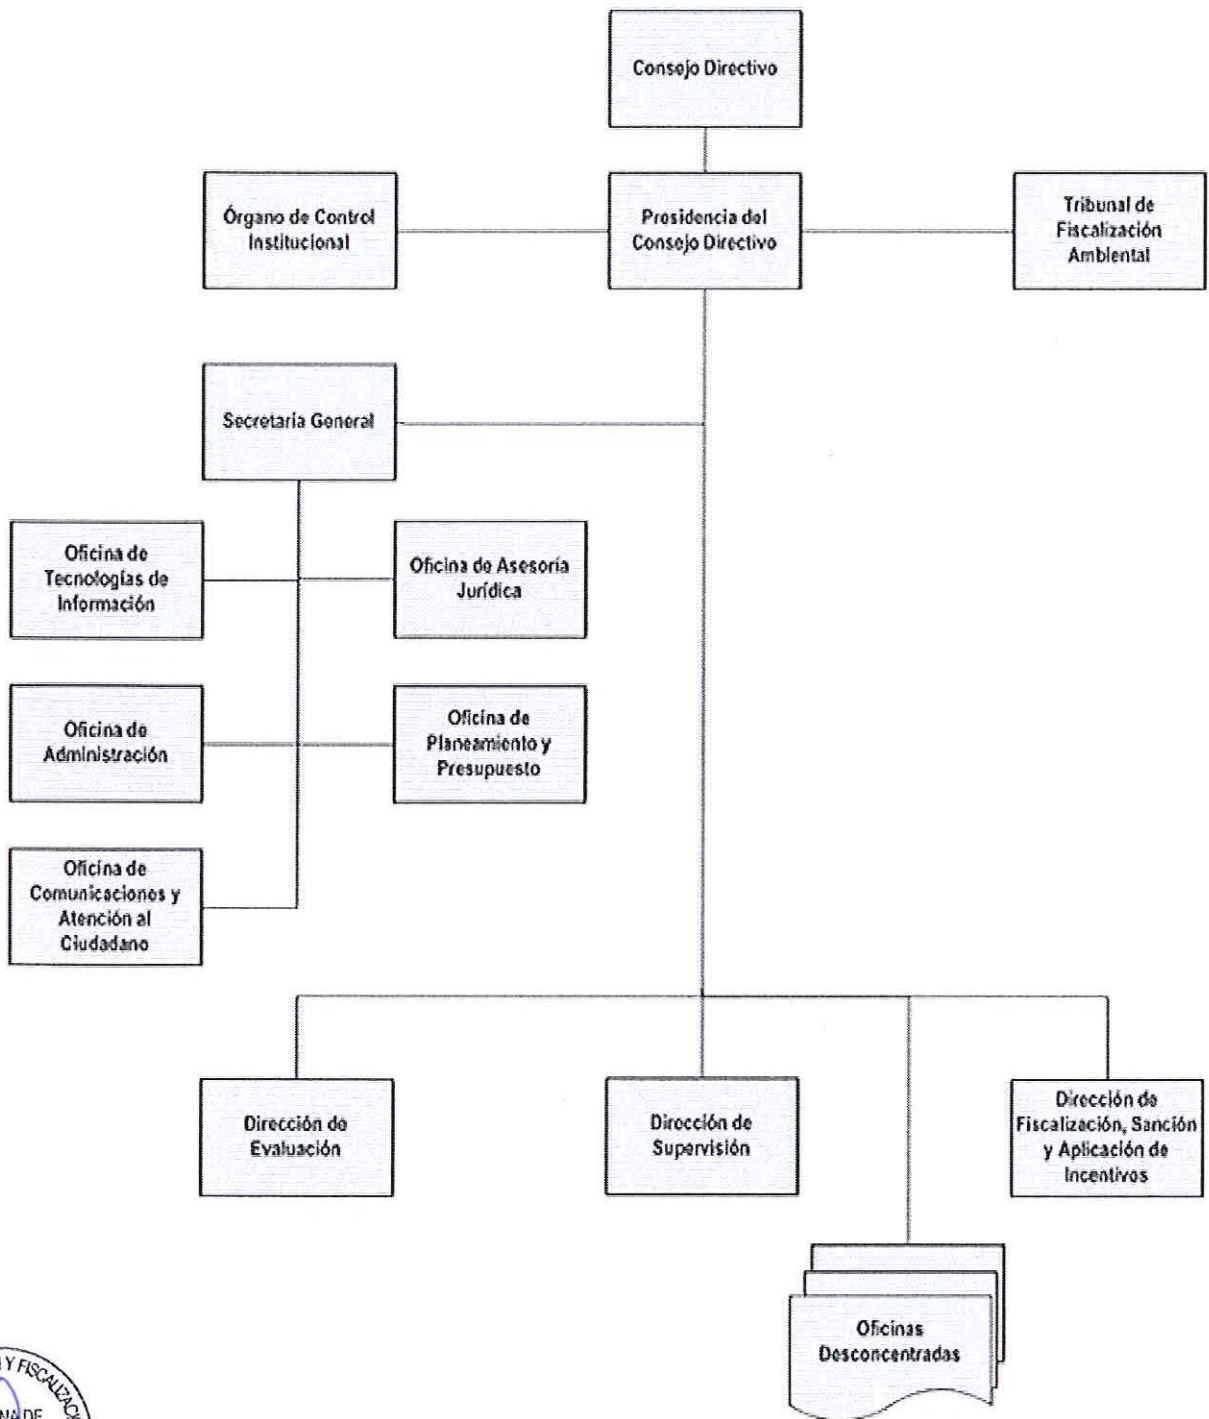 Consejo Directivo
Órgano de Control
Institucional
Presidencia del
Consejo Directivo
Tribunal de
Fiscalización
Ambiental
Secretaria General
Oficina de
Tecnologías de
Información
Oficina de Asesoría
Jurídica
Oficina de
Administración
Oficina de
Planeamiento y
Presupuesto
Oficina de
Comunicaciones y
Atención al
Ciudadano
Dirección de
Evaluación
Dirección de
Supervisión
Dirección de
Fiscalización, Sanción
y Aplicación de
Incentivos
Oficinas
Desconcentradas
Y
DE